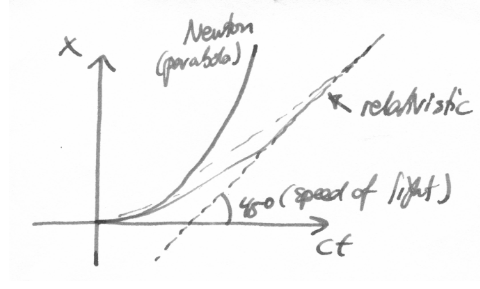 Newton
(parabola)
x
relativistic
45° (speed of light)
ct